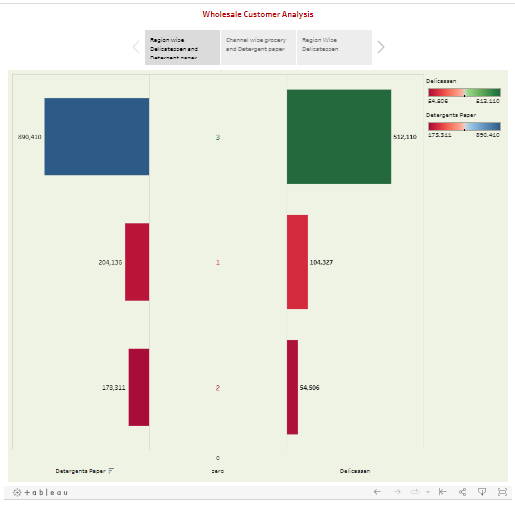 Wholesale Customer Analysis
Region wise
Delicatessen and
Detergent paper
Channel wise grocery
and Detergent paper
Region Wise
Delicatessen
Delicassen
54,506 512,110
Detergents Paper
173,311 890,410
890,410 3 512,110
204,136 1 104,327
173,311 2 54,506
0
Detergents Paper zero Delicassen
+ a b l e a u